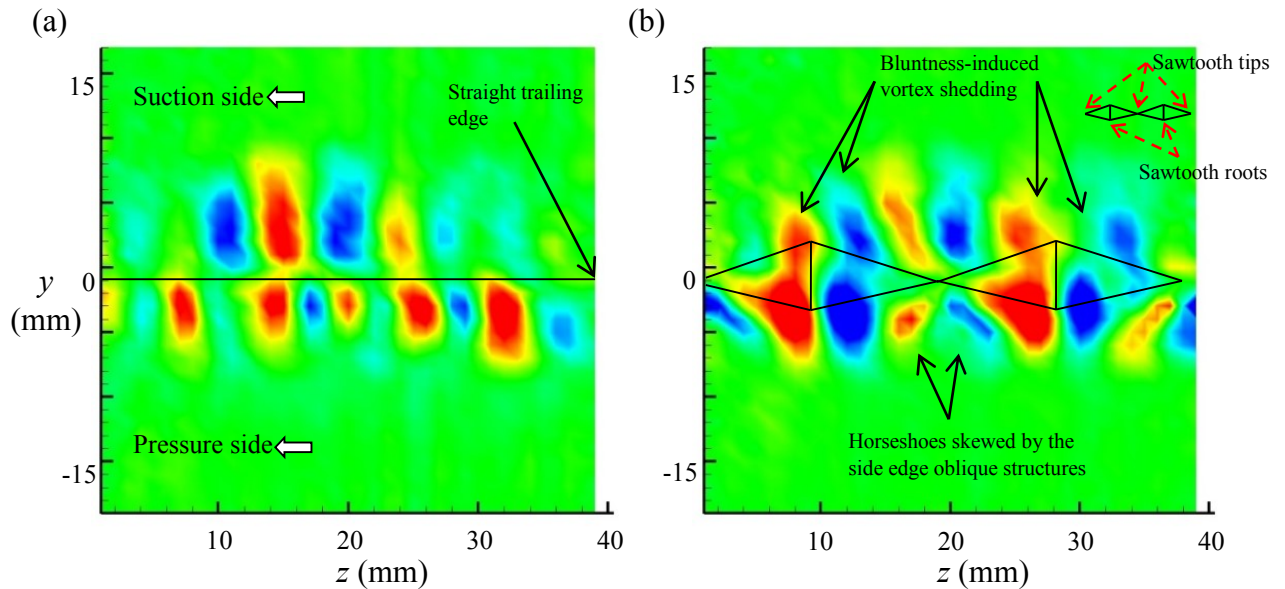 (a)
15
0
-15
y
(mm)
Suction side
Straight trailing
edge
Pressure side
10
20
30
40
z (mm)
(b)
15
0
-15
Bluntness-induced
vortex shedding
Sawtooth tips
Sawtooth roots
Horseshoes skewed by the
side edge oblique structures
10
20
30
40
z (mm)